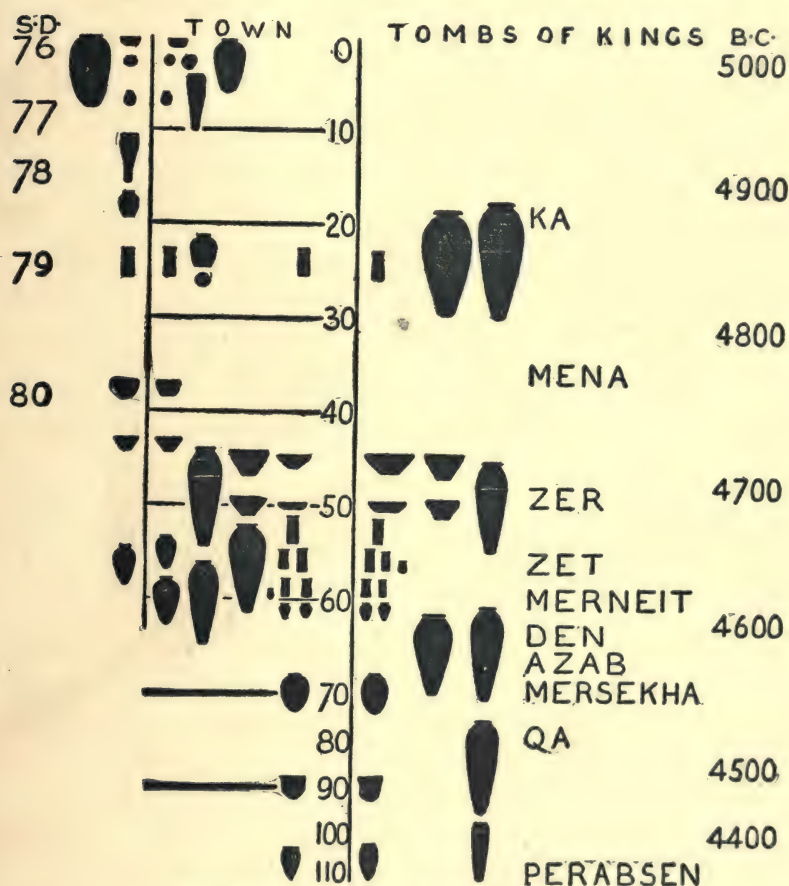 S.D. TOWN TOMBS OF KINGS B.C.
76 0 5000
77 10
78 4900
20 KA
79
30 4800
MENA
80 40
4700
50 ZER
ZET
60 MERNEIT
4600
DEN
AZAB
70 MERSEKHA
80 QA
90 4500
100 4400
110 PERABSEN